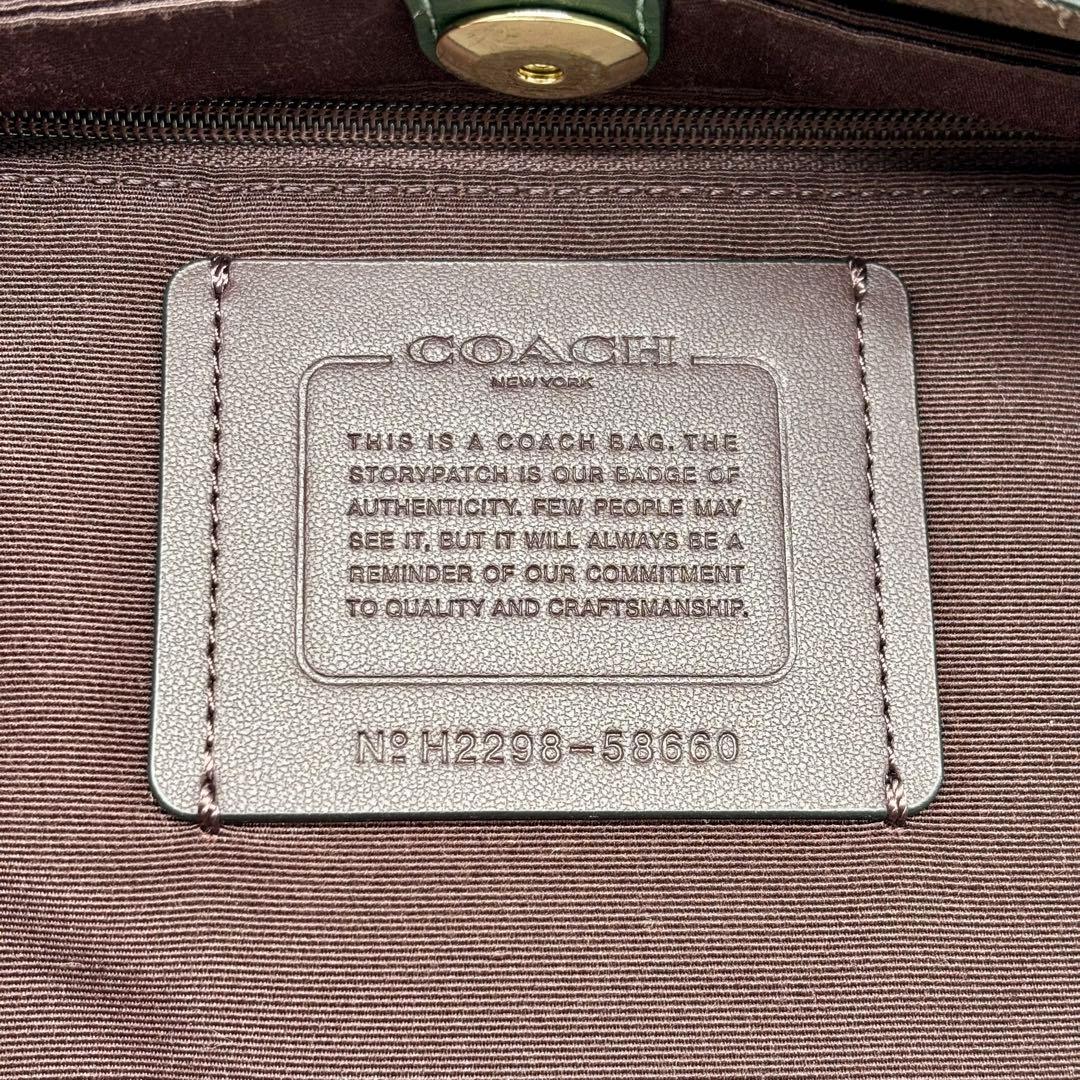 COACH
NEW YORK
THIS IS A COACH BAG. THE
STORYPATCH IS OUR BADGE OF
AUTHENTICITY. FEW PEOPLE MAY
SEE IT, BUT IT WILL ALWAYS BE A
REMINDER OF OUR COMMITMENT
TO QUALITY AND CRAFTSMANSHIP.
Nº H2298-58660